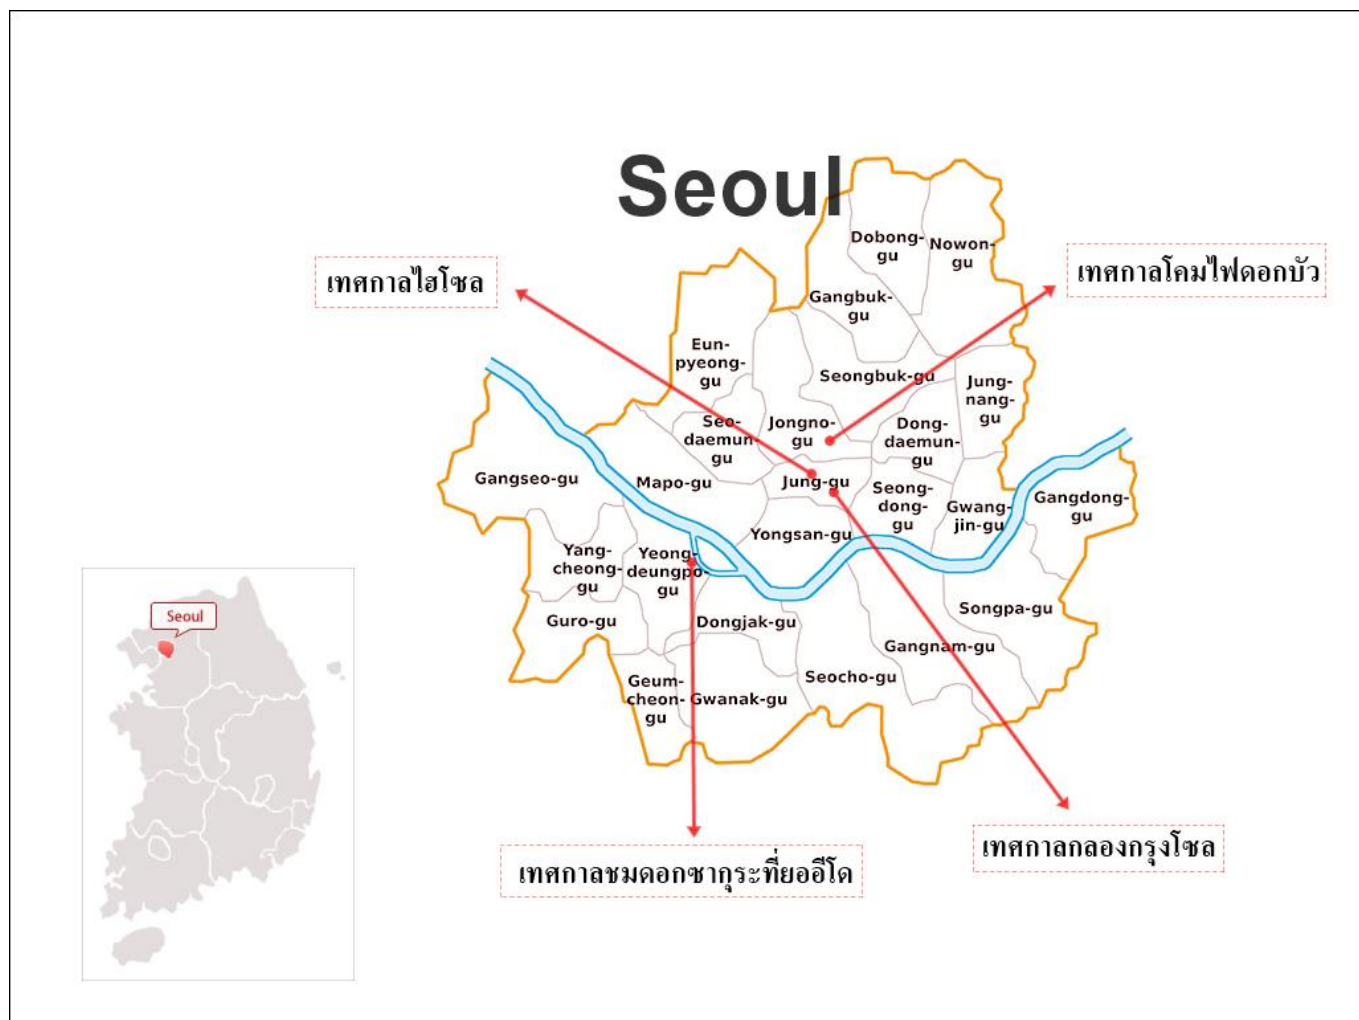 Seoul
Dobong-
gu
Nowon-
gu
เทศกาลไฮโซล
เทศกาลโคมไฟดอกบัว
Gangbuk-
gu
Eun-
pyeong-
gu
Seongbuk-gu
Jung-
nang-
gu
Seo-
daemun-
gu
Jongno-
gu
Dong-
daemun-
gu
Gangseo-gu
Mapo-gu
Jung-gu
Seong-
dong-
gu
Gwang-
jin-gu
Gangdong-
gu
Yongsan-gu
Yang-
cheong-
gu
Yeong-
deungpo-
gu
Guro-gu
Dongjak-gu
Songpa-gu
Gangnam-gu
Seocho-gu
Geum-
cheon-
gu
Gwanak-gu
Seoul
เทศกาลชมดอกซากุระที่ยออีโด
เทศกาลกลองกรุงโซล